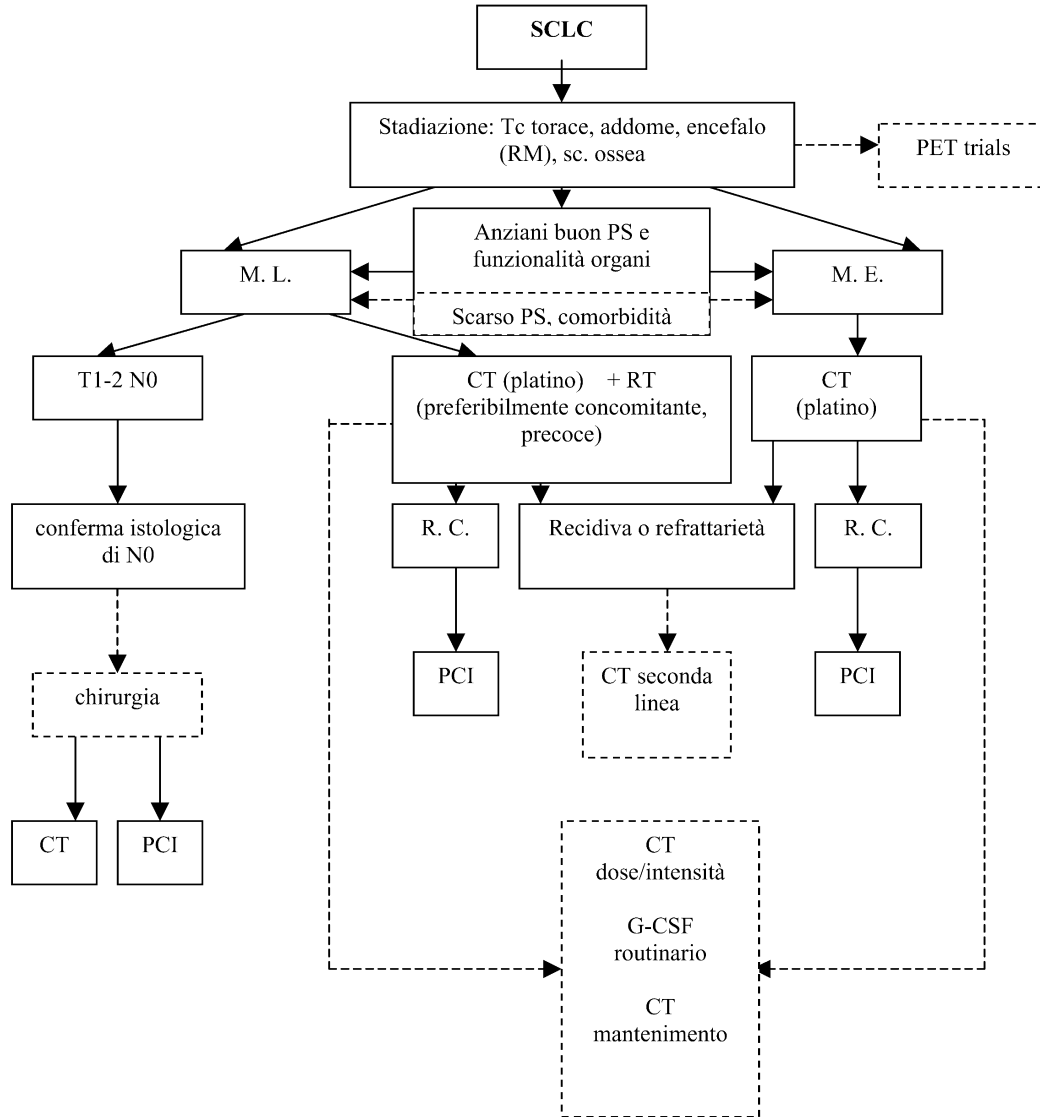 SCLC
Stadiazione: Tc torace, addome, encefalo
(RM), sc. ossea
PET trials
Anziani buon PS e
funzionalità organi
M. L.
M. E.
Scarso PS, comorbidità
T1-2 N0
CT (platino) + RT
(preferibilmente concomitante,
precoce)
CT
(platino)
conferma istologica
di N0
R. C.
Recidiva o refrattarietà
R. C.
chirurgia
PCI
CT seconda
linea
PCI
CT
PCI
CT
dose/intensità
G-CSF
routinario
CT
mantenimento